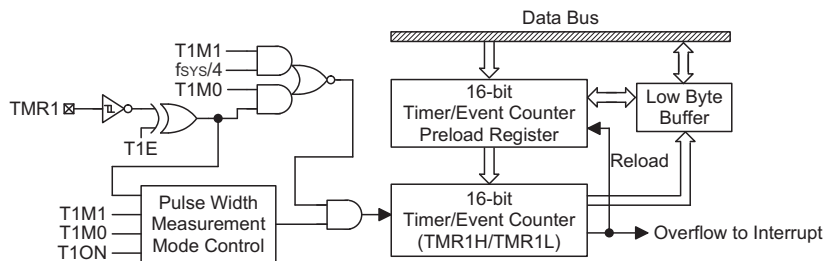 Data Bus
T1M1
fSYS/4
T1M0
TMR1
T1E
16-bit
Timer/Event Counter
Preload Register
Low Byte
Buffer
Reload
T1M1
T1M0
T1ON
Pulse Width
Measurement
Mode Control
16-bit
Timer/Event Counter
(TMR1H/TMR1L)
Overflow to Interrupt